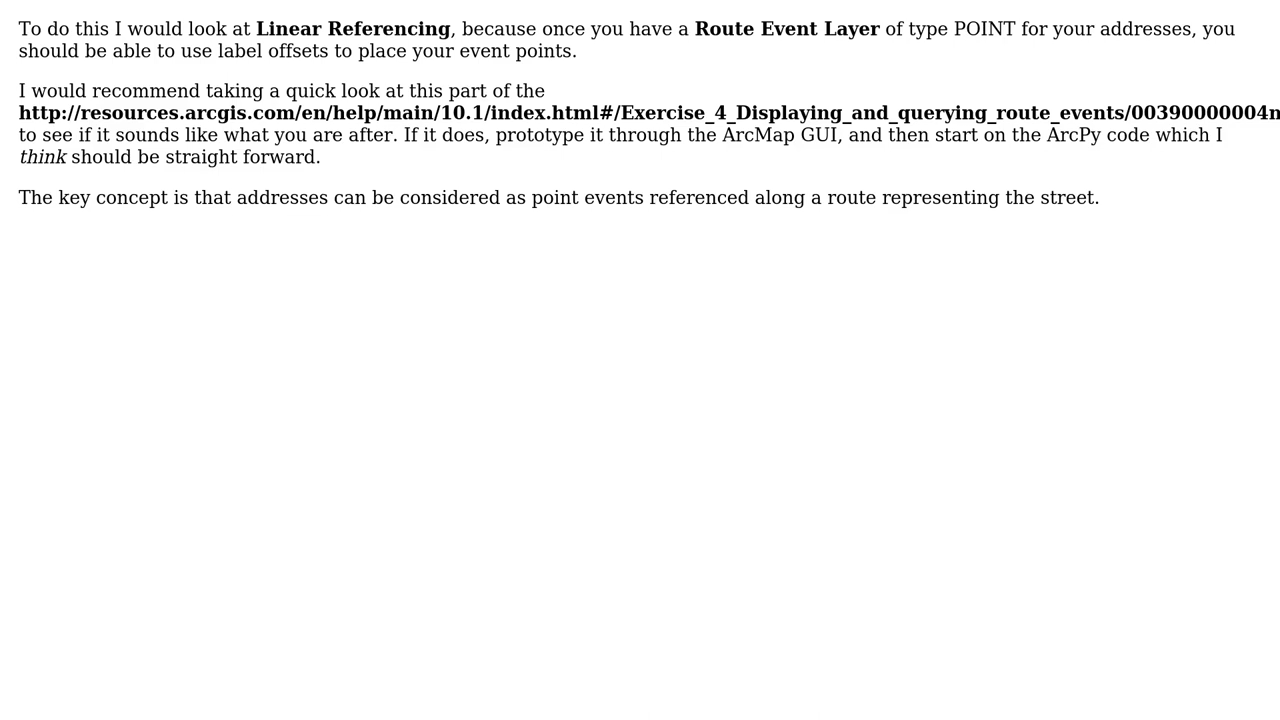 To do this I would look at Linear Referencing, because once you have a Route Event Layer of type POINT for your addresses, you
should be able to use label offsets to place your event points.
I would recommend taking a quick look at this part of the
http://resources.arcgis.com/en/help/main/10.1/index.html#/Exercise_4_Displaying_and_querying_route_events/00390000004n
to see if it sounds like what you are after. If it does, prototype it through the ArcMap GUI, and then start on the ArcPy code which I
think should be straight forward.
The key concept is that addresses can be considered as point events referenced along a route representing the street.